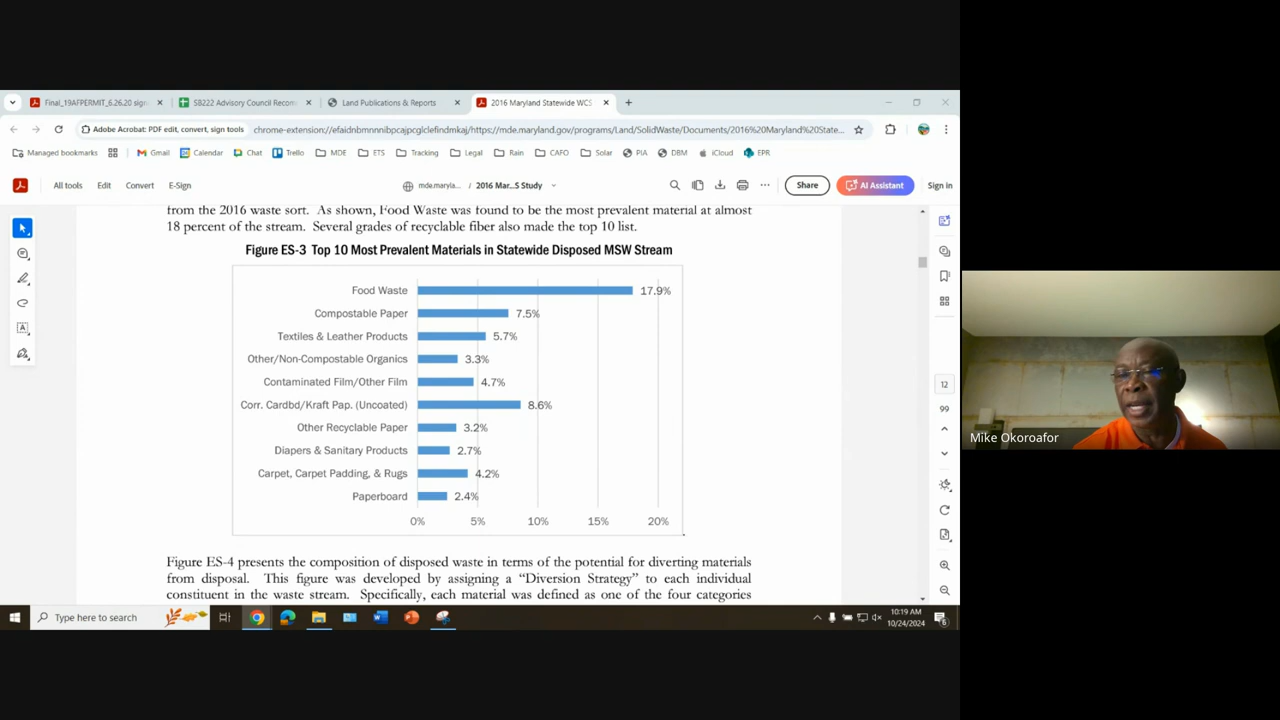 Final_19AFPERMIT_6.26.20 sig
SB222 Advisory Council Recom
Land Publications & Reports
2016 Maryland Statewide WCS
Adobe Acrobat: PDF edit, convert, sign tools
chrome-extension://efaidnbmnnnibpcajpcglclefindmkaj/https://mde.maryland.gov/programs/Land/SolidWaste/Documents/2016%20Maryland%20State...
Managed bookmarks
Gmail
Calendar
Chat
Trello
MDE
ETS
Tracking
Legal
Rain
CAFO
Solar
PIA
DBM
iCloud
EPR
All tools
Edit
Convert
E-Sign
mde.maryla...
/ 2016 Mar...S Study
Share
AI Assistant
Sign in
from the 2016 waste sort. As shown, Food Waste was found to be the most prevalent material at almost
18 percent of the stream. Several grades of recyclable fiber also made the top 10 list.
Figure ES-3 Top 10 Most Prevalent Materials in Statewide Disposed MSW Stream
Food Waste 17.9%
Compostable Paper 7.5%
Textiles & Leather Products 5.7%
Other/Non-Compostable Organics 3.3%
Contaminated Film/Other Film 4.7%
Corr. Cardbd/Kraft Pap. (Uncoated) 8.6%
Other Recyclable Paper 3.2%
Diapers & Sanitary Products 2.7%
Carpet, Carpet Padding, & Rugs 4.2%
Paperboard 2.4%
0% 5% 10% 15% 20%
12
99
Figure ES-4 presents the composition of disposed waste in terms of the potential for diverting materials
from disposal. This figure was developed by assigning a “Diversion Strategy” to each individual
constituent in the waste stream. Specifically, each material was defined as one of the four categories
Type here to search
10:19 AM
10/24/2024
Mike Okoroafor